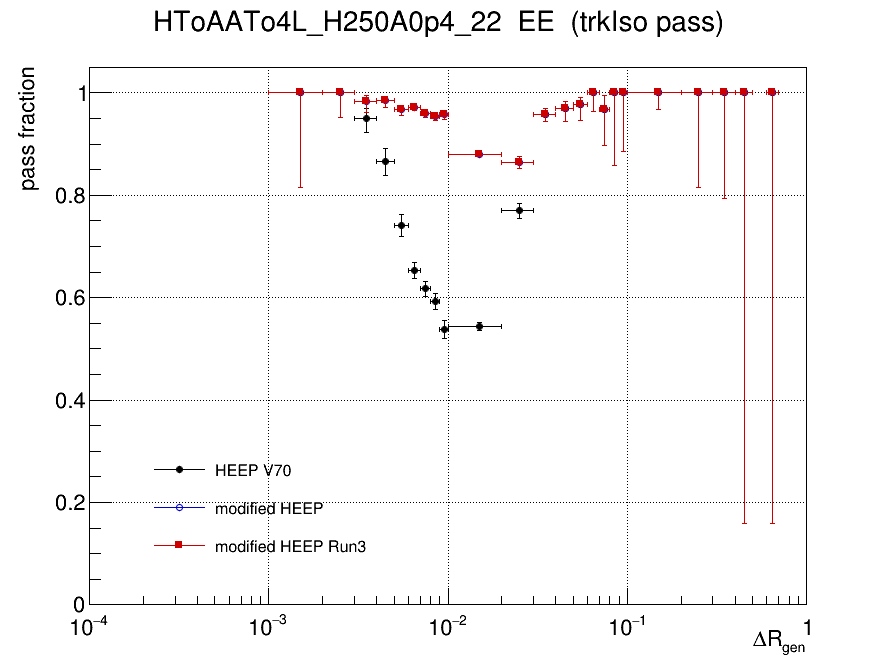 HToAATo4L_H250A0p4_22 EE (trkIso pass)
pass fraction
1
0.8
0.6
0.4
0.2
0
HEEP V70
modified HEEP
modified HEEP Run3
10⁻⁴
10⁻³
10⁻²
10⁻¹
1
ΔR_gen